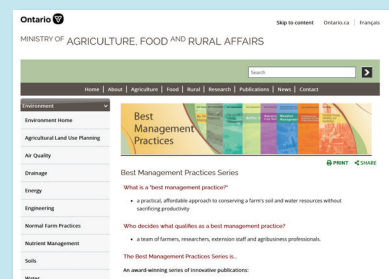 Ontario
Skip to content | Ontario.ca | Français
MINISTRY OF AGRICULTURE, FOOD AND RURAL AFFAIRS
Search
Home | About | Agriculture | Food | Rural | Research | Publications | News | Contact
Environment
Environment Home
Agricultural Land Use Planning
Air Quality
Drainage
Energy
Engineering
Normal Farm Practices
Nutrient Management
Soils
Water
Best
Management
Practices
PRINT SHARE
Best Management Practices Series
What is a "best management practice?"
• a practical, affordable approach to conserving a farm's soil and water resources without
sacrificing productivity
Who decides what qualifies as a best management practice?
• a team of farmers, researchers, extension staff and agribusiness professionals.
The Best Management Practices Series is...
An award-winning series of innovative publications: